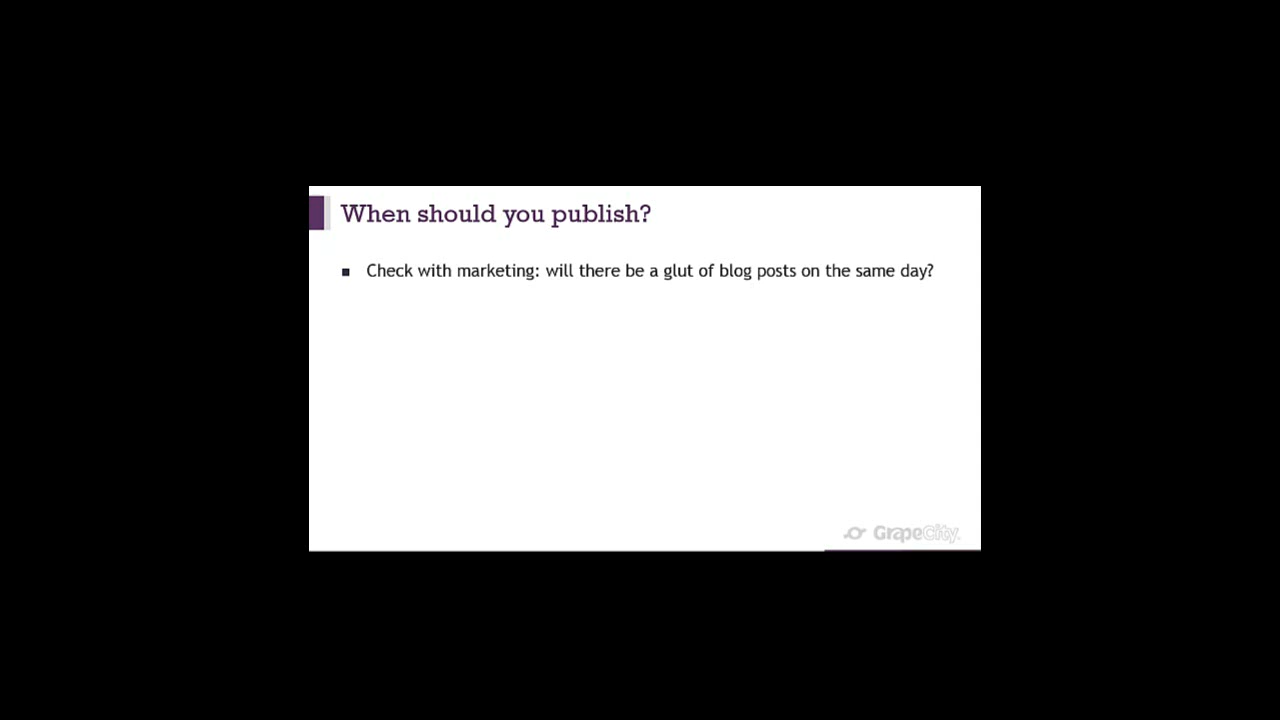 When should you publish?
▪ Check with marketing: will there be a glut of blog posts on the same day?
GrapeCity